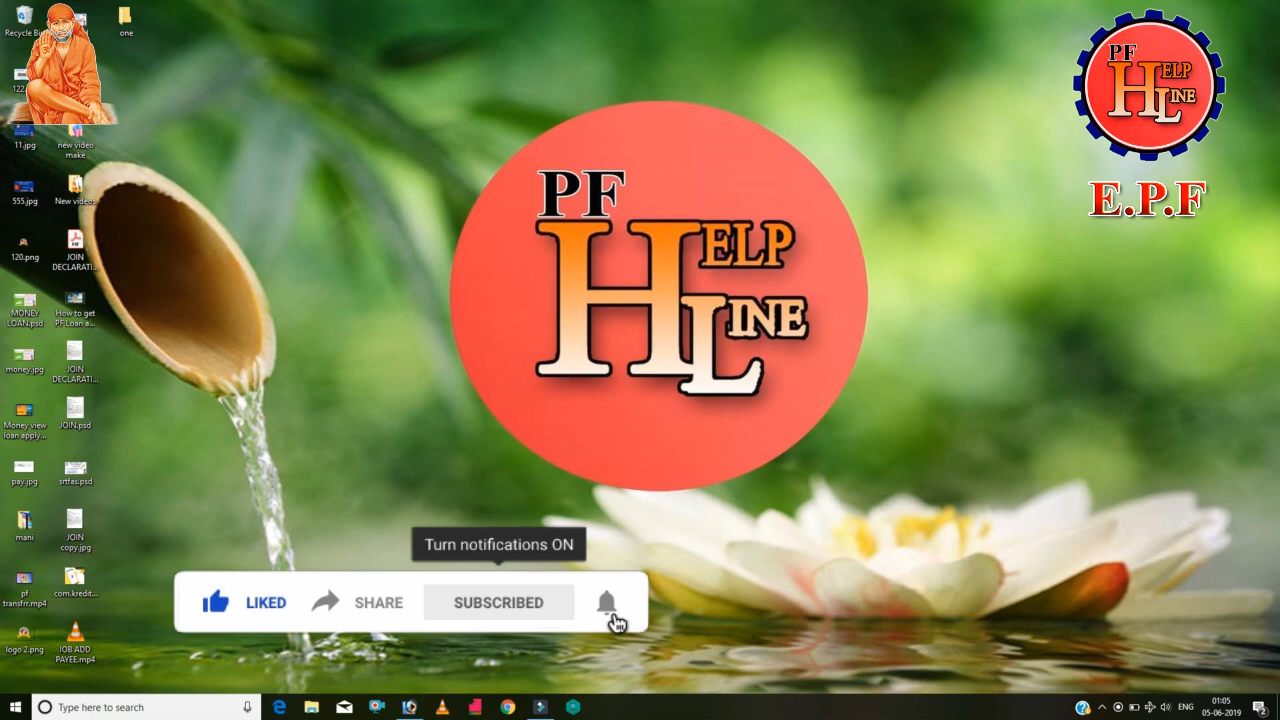 Recycle Bi
one
122.
11.jpg
new video
make
555.jpg
New videos
120.png
JOIN
DECLARATI...
MONEY
LOAN.psd
How to get
PF Loan a...
money.jpg
JOIN
DECLARATI...
Money view
loan apply...
JOIN.psd
pay.jpg
srtfas.psd
mani
JOIN
copy.jpg
pf
transfrr.mp4
com.kredit...
logo 2.png
IOB ADD
PAYEE.mp4
PF
HELP
LINE
PF
HELP
LINE
E.P.F
Turn notifications ON
LIKED
SHARE
SUBSCRIBED
Type here to search
ENG
01:05
05-06-2019
2